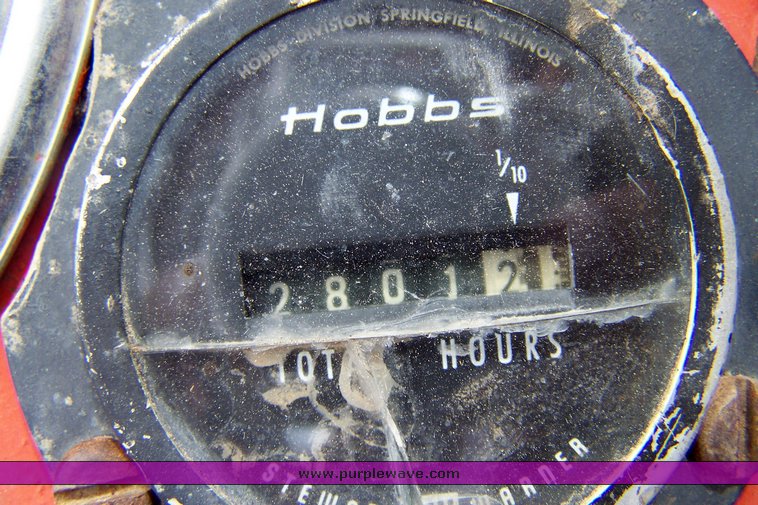 HOBBS DIVISION SPRINGFIELD, ILLINOIS
Hobbs
1/10
2 8 0 1 2
TOT HOURS
www.purplewave.com